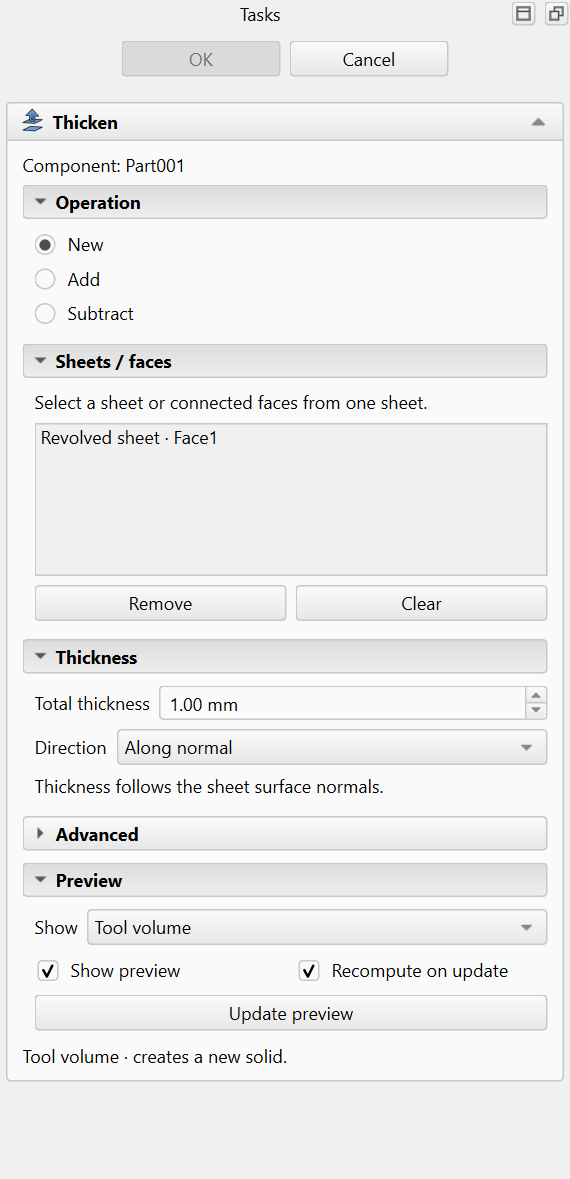 Tasks
OK Cancel
Thicken
Component: Part001
Operation
New
Add
Subtract
Sheets / faces
Select a sheet or connected faces from one sheet.
Revolved sheet · Face1
Remove Clear
Thickness
Total thickness 1.00 mm
Direction Along normal
Thickness follows the sheet surface normals.
Advanced
Preview
Show Tool volume
Show preview Recompute on update
Update preview
Tool volume · creates a new solid.